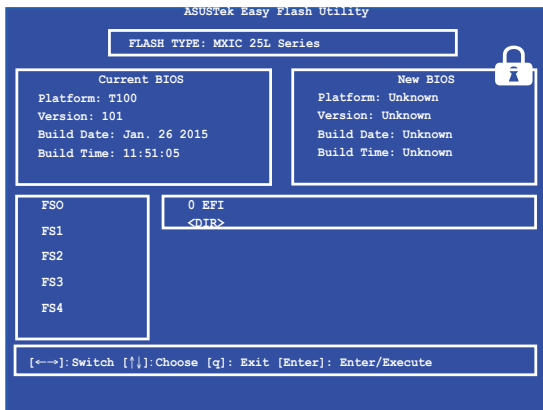 ASUSTek Easy Flash Utility
FLASH TYPE: MXIC 25L Series
Current BIOS
Platform: T100
Version: 101
Build Date: Jan. 26 2015
Build Time: 11:51:05
New BIOS
Platform: Unknown
Version: Unknown
Build Date: Unknown
Build Time: Unknown
FSO
FS1
FS2
FS3
FS4
0 EFI
<DIR>
[←→]:Switch [↑↓]:Choose [q]: Exit [Enter]: Enter/Execute